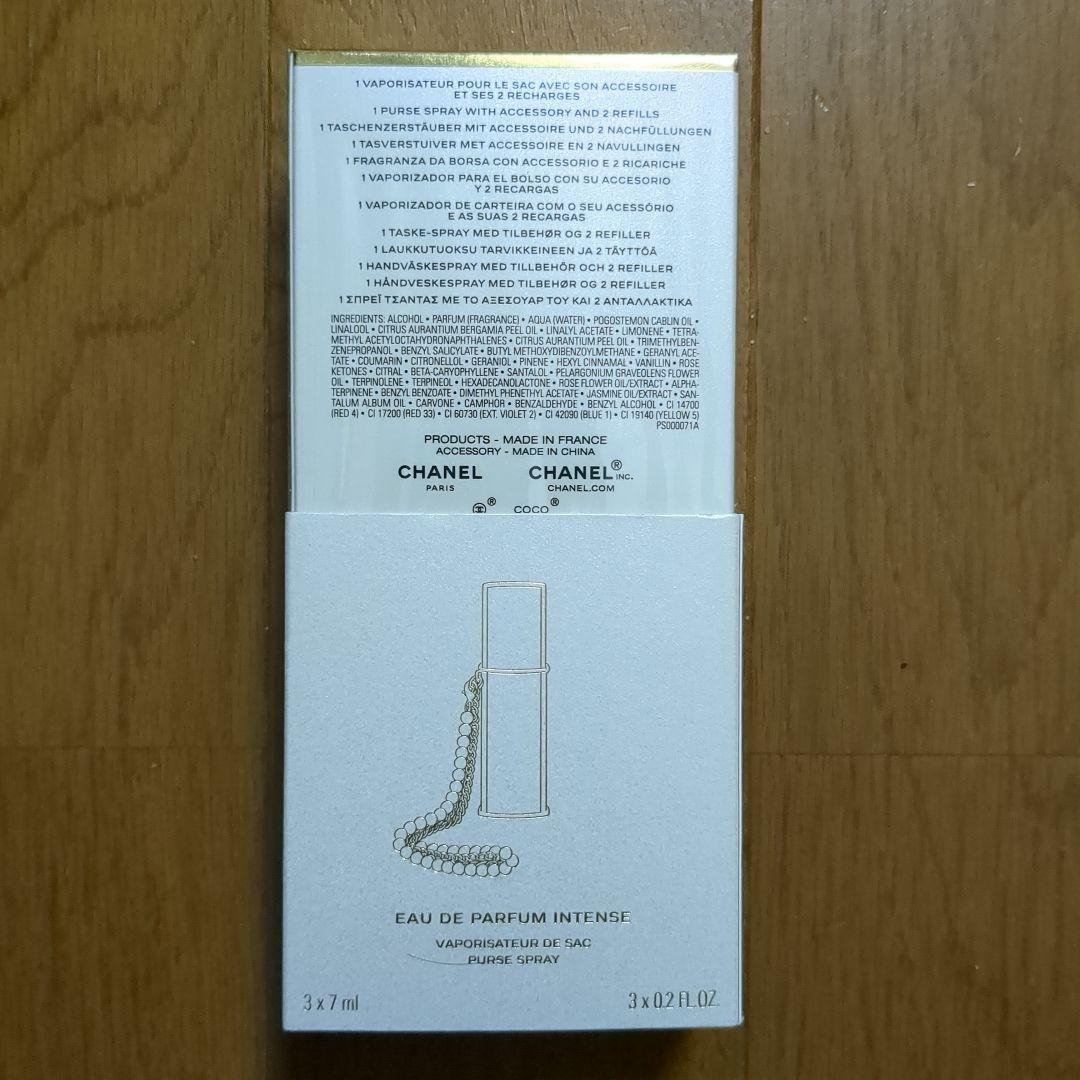 1 VAPORISATEUR POUR LE SAC AVEC SON ACCESSOIRE
ET SES 2 RECHARGES
1 PURSE SPRAY WITH ACCESSORY AND 2 REFILLS
1 TASCHENZERSTÄUBER MIT ACCESSOIRE UND 2 NACHFÜLLUNGEN
1 TASVERSTUIVER MET ACCESSOIRE EN 2 NAVULLINGEN
1 FRAGRANZA DA BORSA CON ACCESSORIO E 2 RICARICHE
1 VAPORIZADOR PARA EL BOLSO CON SU ACCESORIO
Y 2 RECARGAS
1 VAPORIZADOR DE CARTEIRA COM O SEU ACESSÓRIO
E AS SUAS 2 RECARGAS
1 TASKE-SPRAY MED TILBEHØR OG 2 REFILLER
1 LAUKKUTUOKSU TARVIKKEINEEN JA 2 TÄYTTÖÄ
1 HANDVÄSKESPRAY MED TILLBEHÖR OCH 2 REFILLER
1 HÅNDVESKESPRAY MED TILBEHØR OG 2 REFILLER
1 ΣΠΡΕΪ ΤΣΑΝΤΑΣ ΜΕ ΤΟ ΑΞΕΣΟΥΑΡ ΤΟΥ ΚΑΙ 2 ΑΝΤΑΛΛΑΚΤΙΚΑ
INGREDIENTS: ALCOHOL • PARFUM (FRAGRANCE) • AQUA (WATER) • POGOSTEMON CABLIN OIL •
LINALOOL • CITRUS AURANTIUM BERGAMIA PEEL OIL • LINALYL ACETATE • LIMONENE • TETRA-
METHYL ACETYLOCTAHYDRONAPHTHALENES • CITRUS AURANTIUM PEEL OIL • TRIMETHYLBEN-
ZENEPROPANOL • BENZYL SALICYLATE • BUTYL METHOXYDIBENZOYLMETHANE • GERANYL ACE-
TATE • COUMARIN • CITRONELLOL • GERANIOL • PINENE • HEXYL CINNAMAL • VANILLIN • ROSE
KETONES • CITRAL • BETA-CARYOPHYLLENE • SANTALOL • PELARGONIUM GRAVEOLENS FLOWER
OIL • TERPINOLENE • TERPINEOL • HEXADECANOLACTONE • ROSE FLOWER OIL/EXTRACT • ALPHA-
TERPINENE • BENZYL BENZOATE • DIMETHYL PHENETHYL ACETATE • JASMINE OIL/EXTRACT • SAN-
TALUM ALBUM OIL • CARVONE • CAMPHOR • BENZALDEHYDE • BENZYL ALCOHOL • CI 14700
(RED 4) • CI 17200 (RED 33) • CI 60730 (EXT. VIOLET 2) • CI 42090 (BLUE 1) • CI 19140 (YELLOW 5)
PS000071A
PRODUCTS - MADE IN FRANCE
ACCESSORY - MADE IN CHINA
CHANEL CHANEL® INC.
PARIS CHANEL.COM
® COCO®
EAU DE PARFUM INTENSE
VAPORISATEUR DE SAC
PURSE SPRAY
3 x 7 ml 3 x 0.2 FL.OZ.